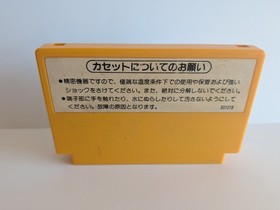 カセットについてのお願い
●精密機器ですので、極端な温度条件下での使用や保管および強い
ショックをさけてください。また、絶対に分解しないでください。
●端子部に手を触れたり、水にぬらしたりして汚さないようにして
ください。故障の原因となります。